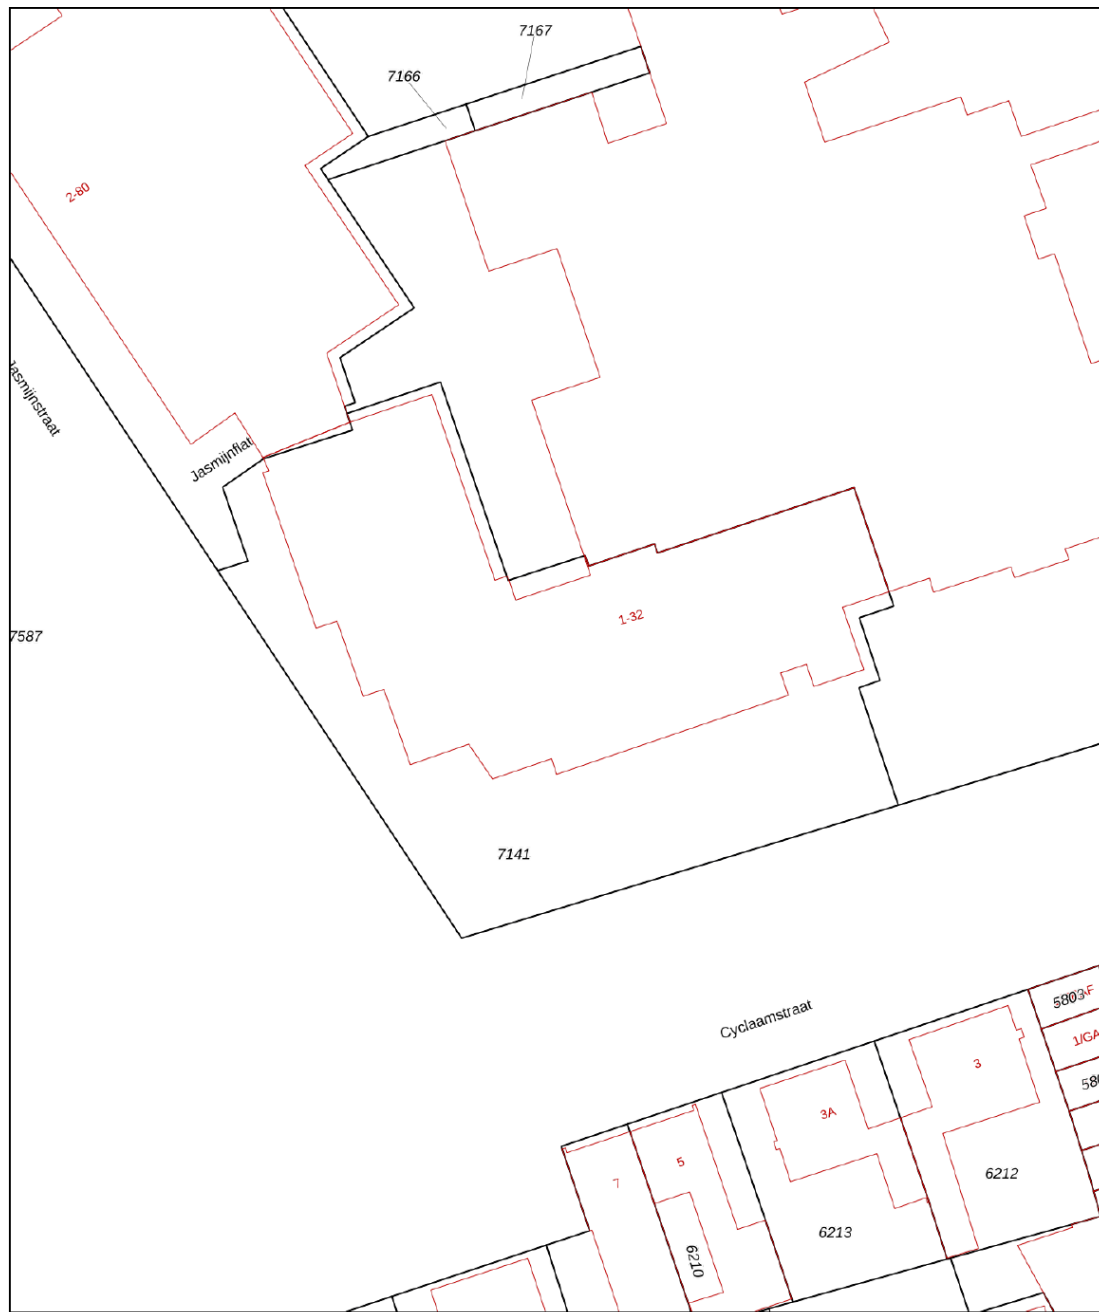 7167
7166
2-80
Jasmijnstraat
Jasmijnflat
1-32
7587
7141
Cyclaamstraat
5803
1/GA
3
3A
5
7
6212
6213
6210